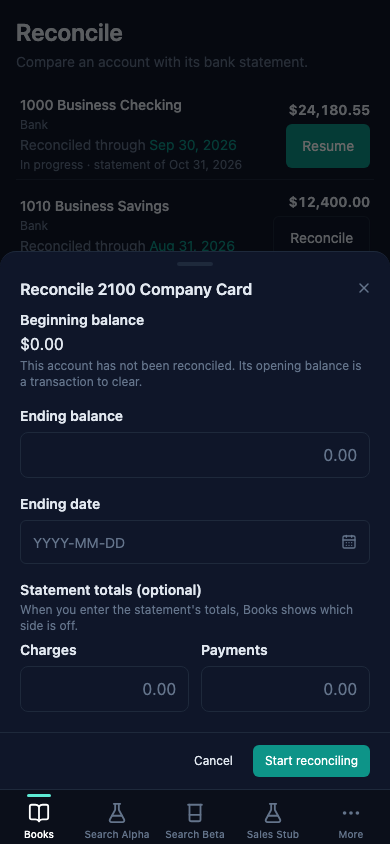 Reconcile
Compare an account with its bank statement.
1000 Business Checking
$24,180.55
Bank
Reconciled through Sep 30, 2026
Resume
In progress · statement of Oct 31, 2026
1010 Business Savings
$12,400.00
Bank
Reconciled through Aug 31, 2026
Reconcile
Reconcile 2100 Company Card
Beginning balance
$0.00
This account has not been reconciled. Its opening balance is
a transaction to clear.
Ending balance
0.00
Ending date
YYYY-MM-DD
Statement totals (optional)
When you enter the statement's totals, Books shows which
side is off.
Charges
Payments
0.00
0.00
Cancel
Start reconciling
Books
Search Alpha
Search Beta
Sales Stub
More